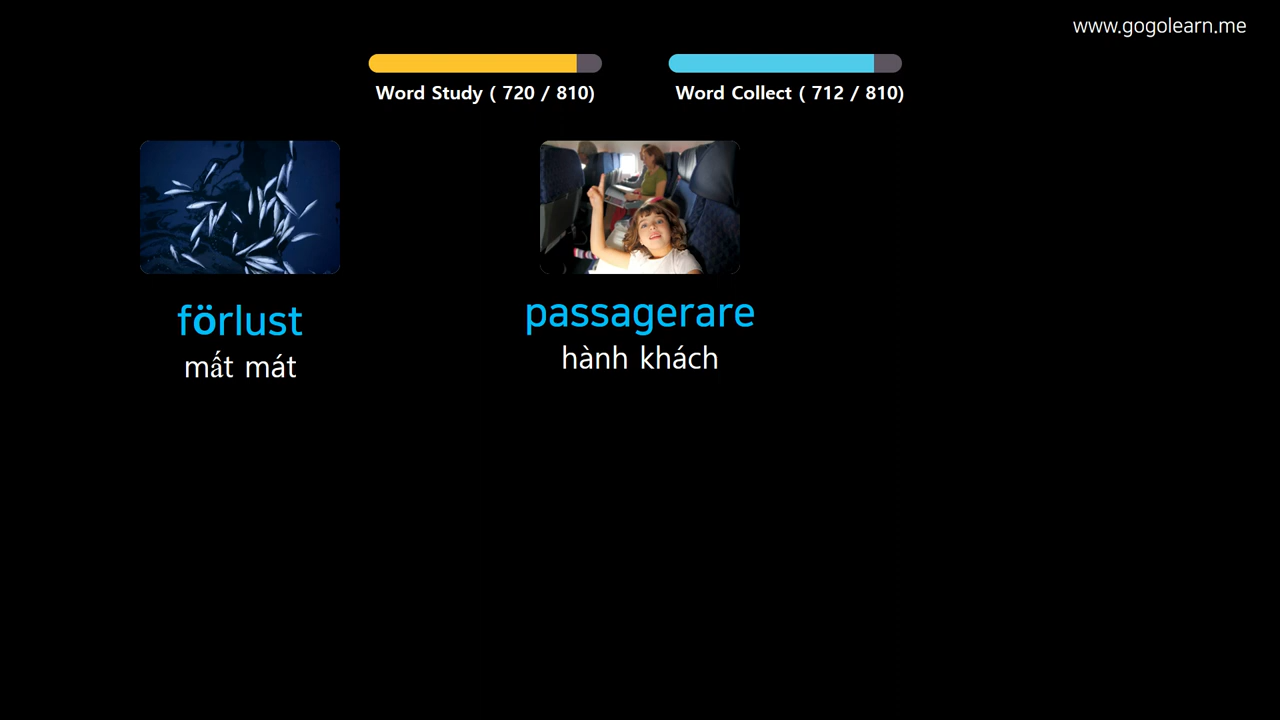 www.gogolearn.me
Word Study ( 720 / 810)
Word Collect ( 712 / 810)
förlust
mất mát
passagerare
hành khách